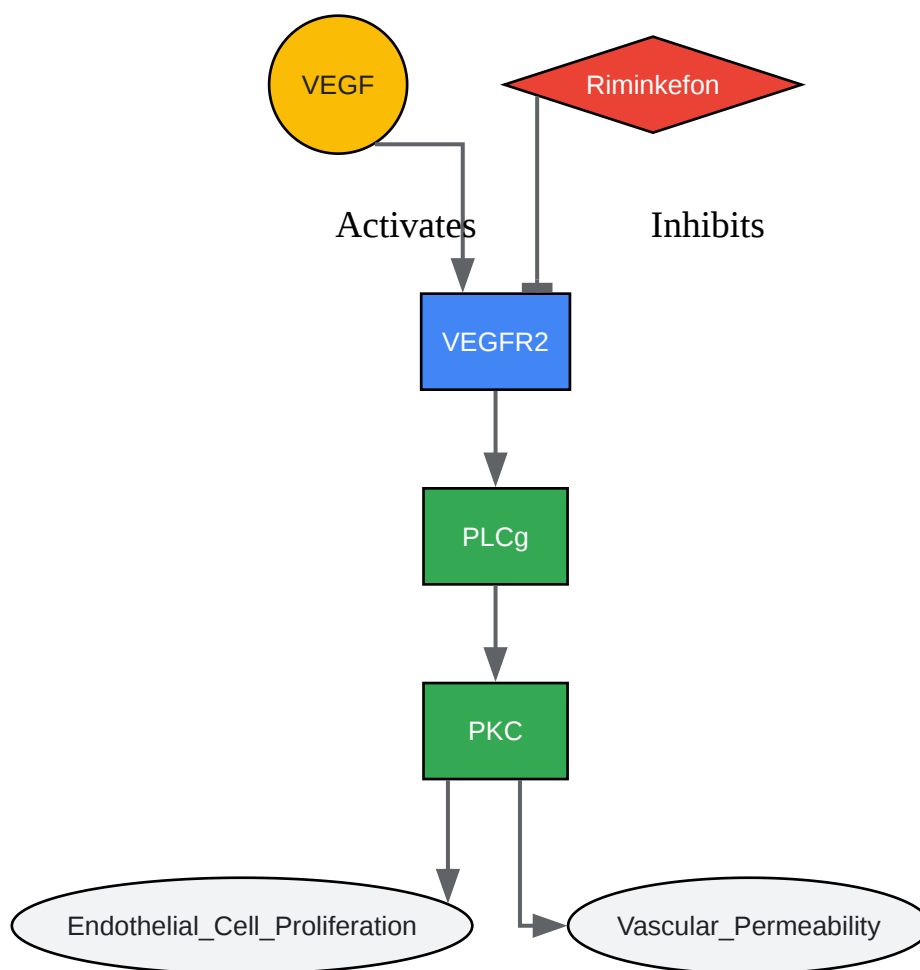 VEGF
Riminkefon
Activates
Inhibits
VEGFR2
PLCg
PKC
Endothelial_Cell_Proliferation
Vascular_Permeability